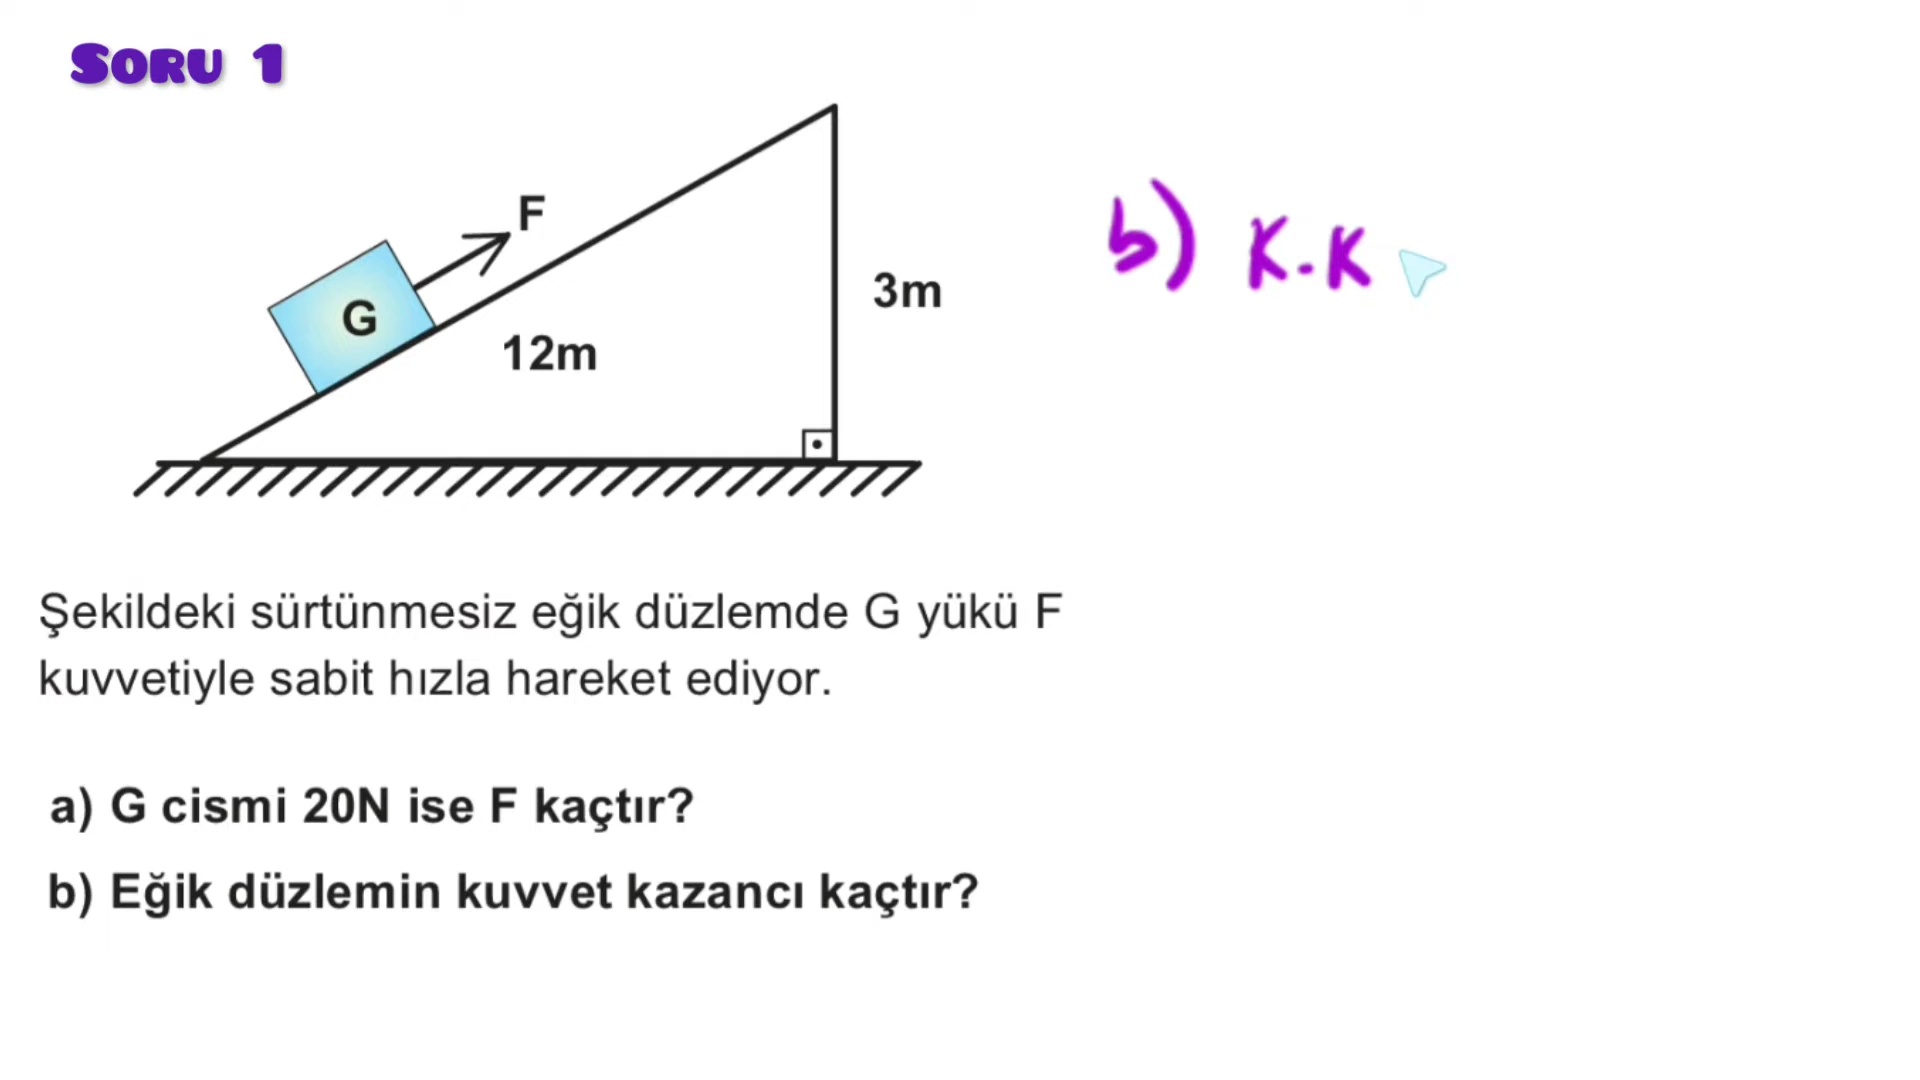 SORU 1
F
G
12m
3m
b) K.K
Şekildeki sürtünmesiz eğik düzlemde G yükü F
kuvvetiyle sabit hızla hareket ediyor.
a) G cismi 20N ise F kaçtır?
b) Eğik düzlemin kuvvet kazancı kaçtır?